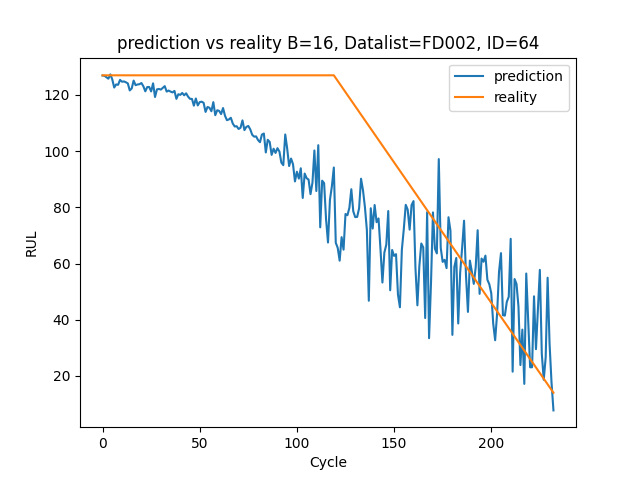 prediction vs reality B=16, Datalist=FD002, ID=64
prediction
reality
RUL
120
100
80
60
40
20
0
50
100
150
200
Cycle